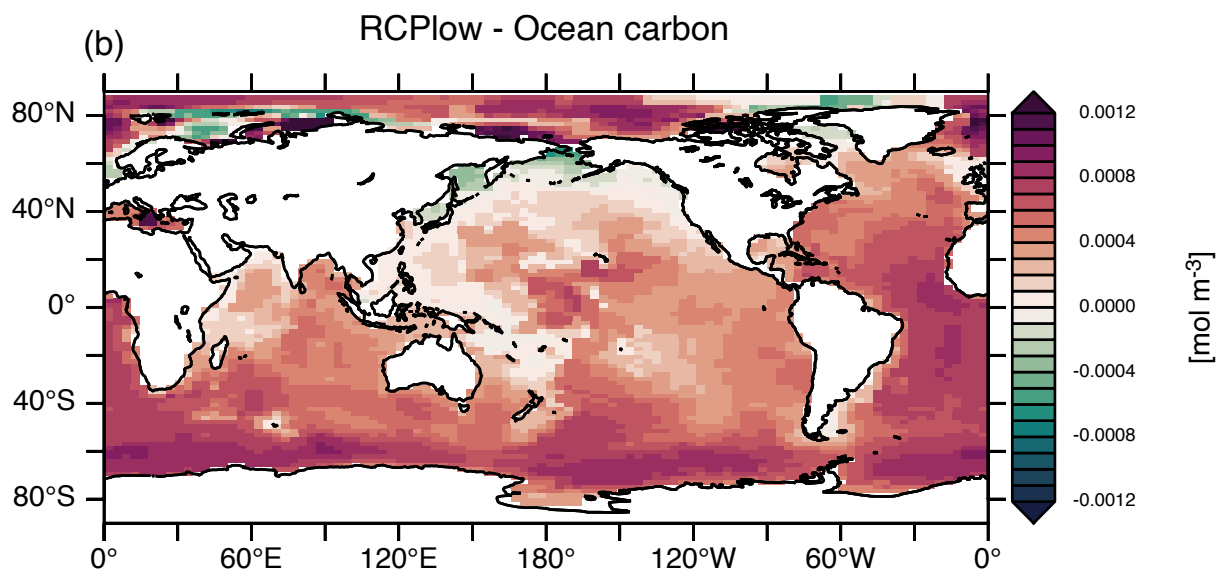 RCPlow - Ocean carbon
(b)
80°N
40°N
0°
40°S
80°S
0°
60°E
120°E
180°
120°W
60°W
0°
0.0012
0.0008
0.0004
0.0000
-0.0004
-0.0008
-0.0012
[mol m-3]